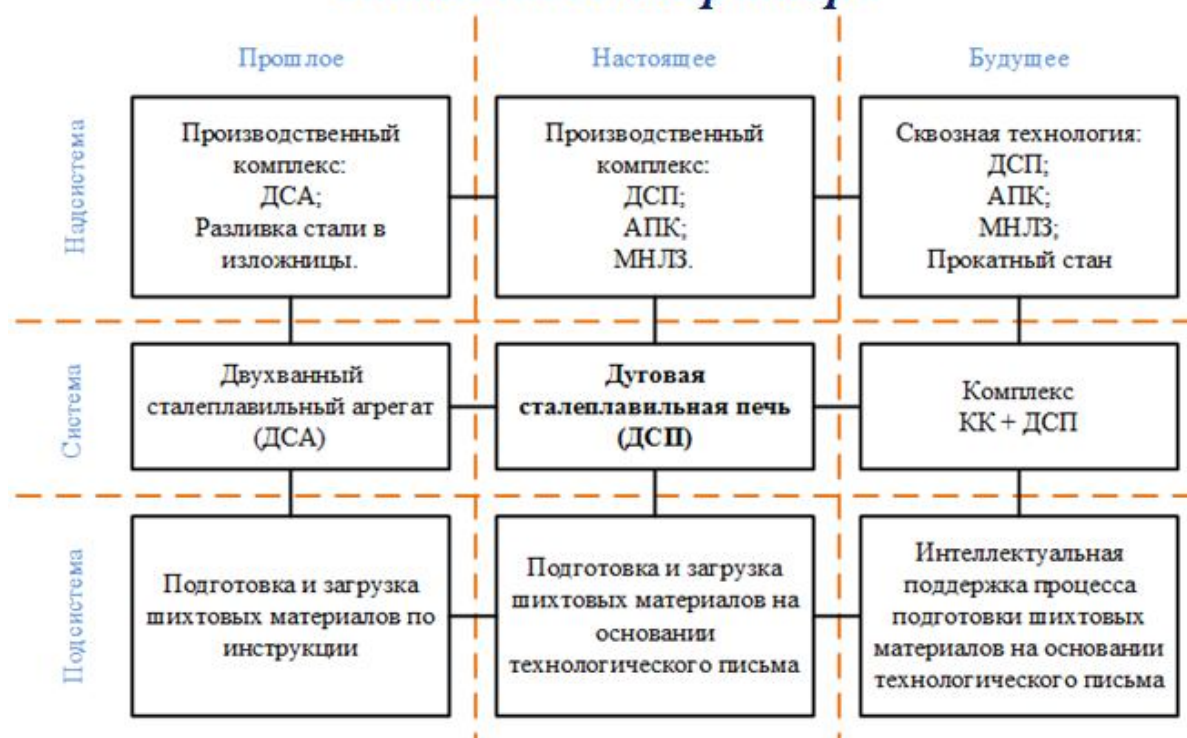 Прошлое
Настоящее
Будущее
Надсистема
Производственный
комплекс:
ДСА;
Разливка стали в
изложницы.
Производственный
комплекс:
ДСП;
АПК;
МНЛЗ.
Сквозная технология:
ДСП;
АПК;
МНЛЗ;
Прокатный стан
Система
Двухванный
сталеплавильный агрегат
(ДСА)
Дуговая
сталеплавильная печь
(ДСП)
Комплекс
КК + ДСП
Подсистема
Подготовка и загрузка
шихтовых материалов по
инструкции
Подготовка и загрузка
шихтовых материалов на
основании
технологического письма
Интеллектуальная
поддержка процесса
подготовки шихтовых
материалов на основании
технологического письма